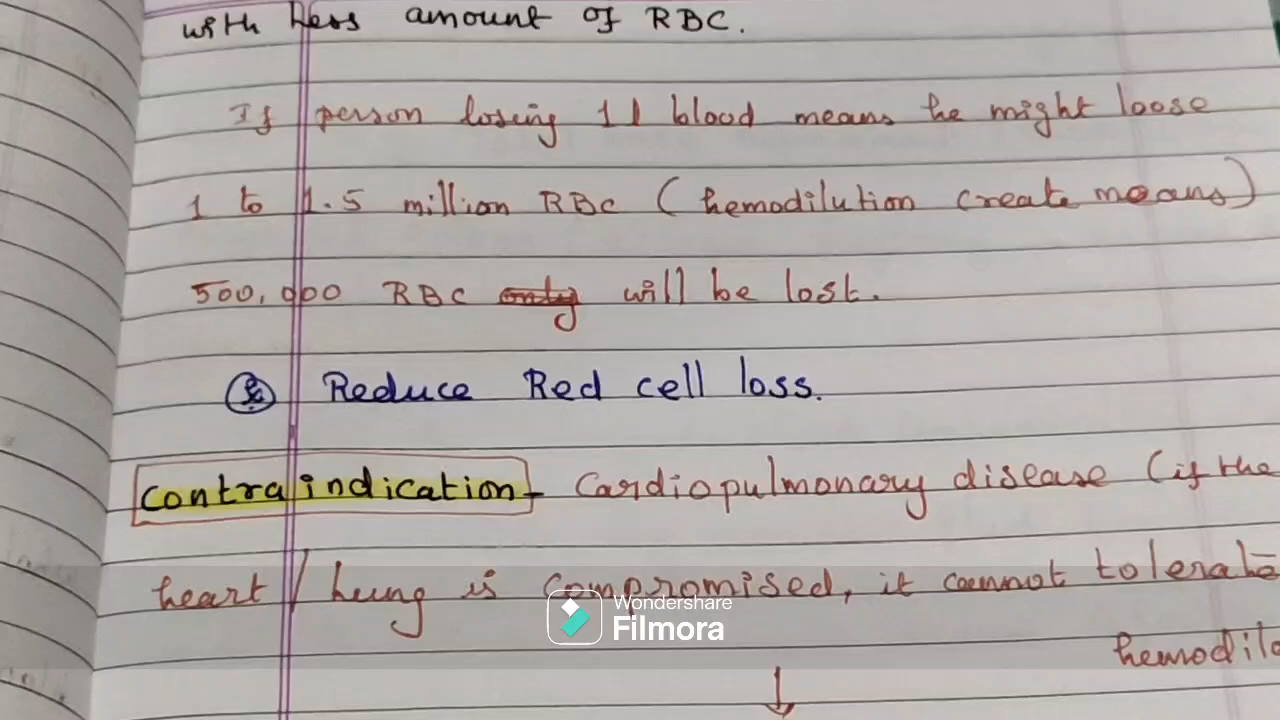 with less amount of RBC.
If person losing 1l blood means he might loose
1 to 1.5 million RBC (hemodilution create means)
500,000 RBC only will be lost.
Reduce Red cell loss.
Contraindication - Cardiopulmonary disease (if the
heart / lung is compromised, it cannot tolerate
Wondershare
Filmora
hemodilu